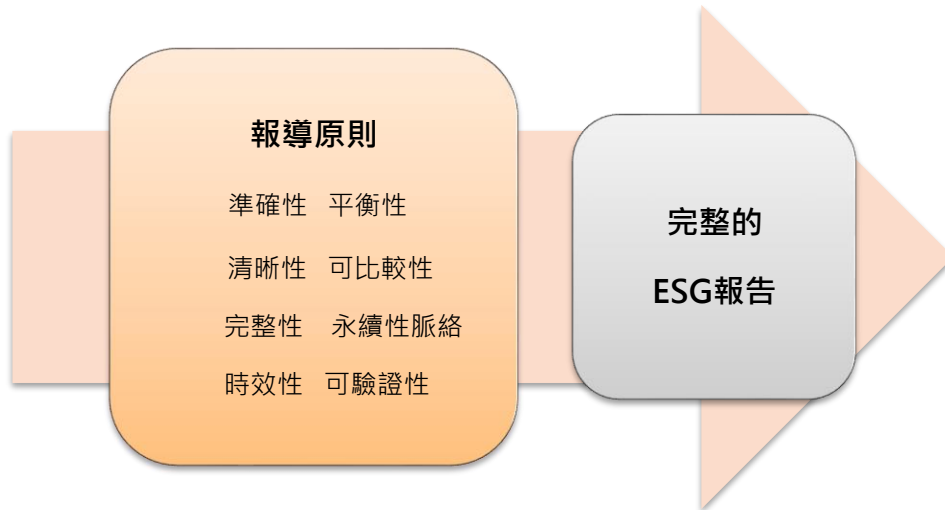 報導原則
準確性 平衡性
清晰性 可比較性
完整性 永續性脈絡
時效性 可驗證性
完整的
ESG報告